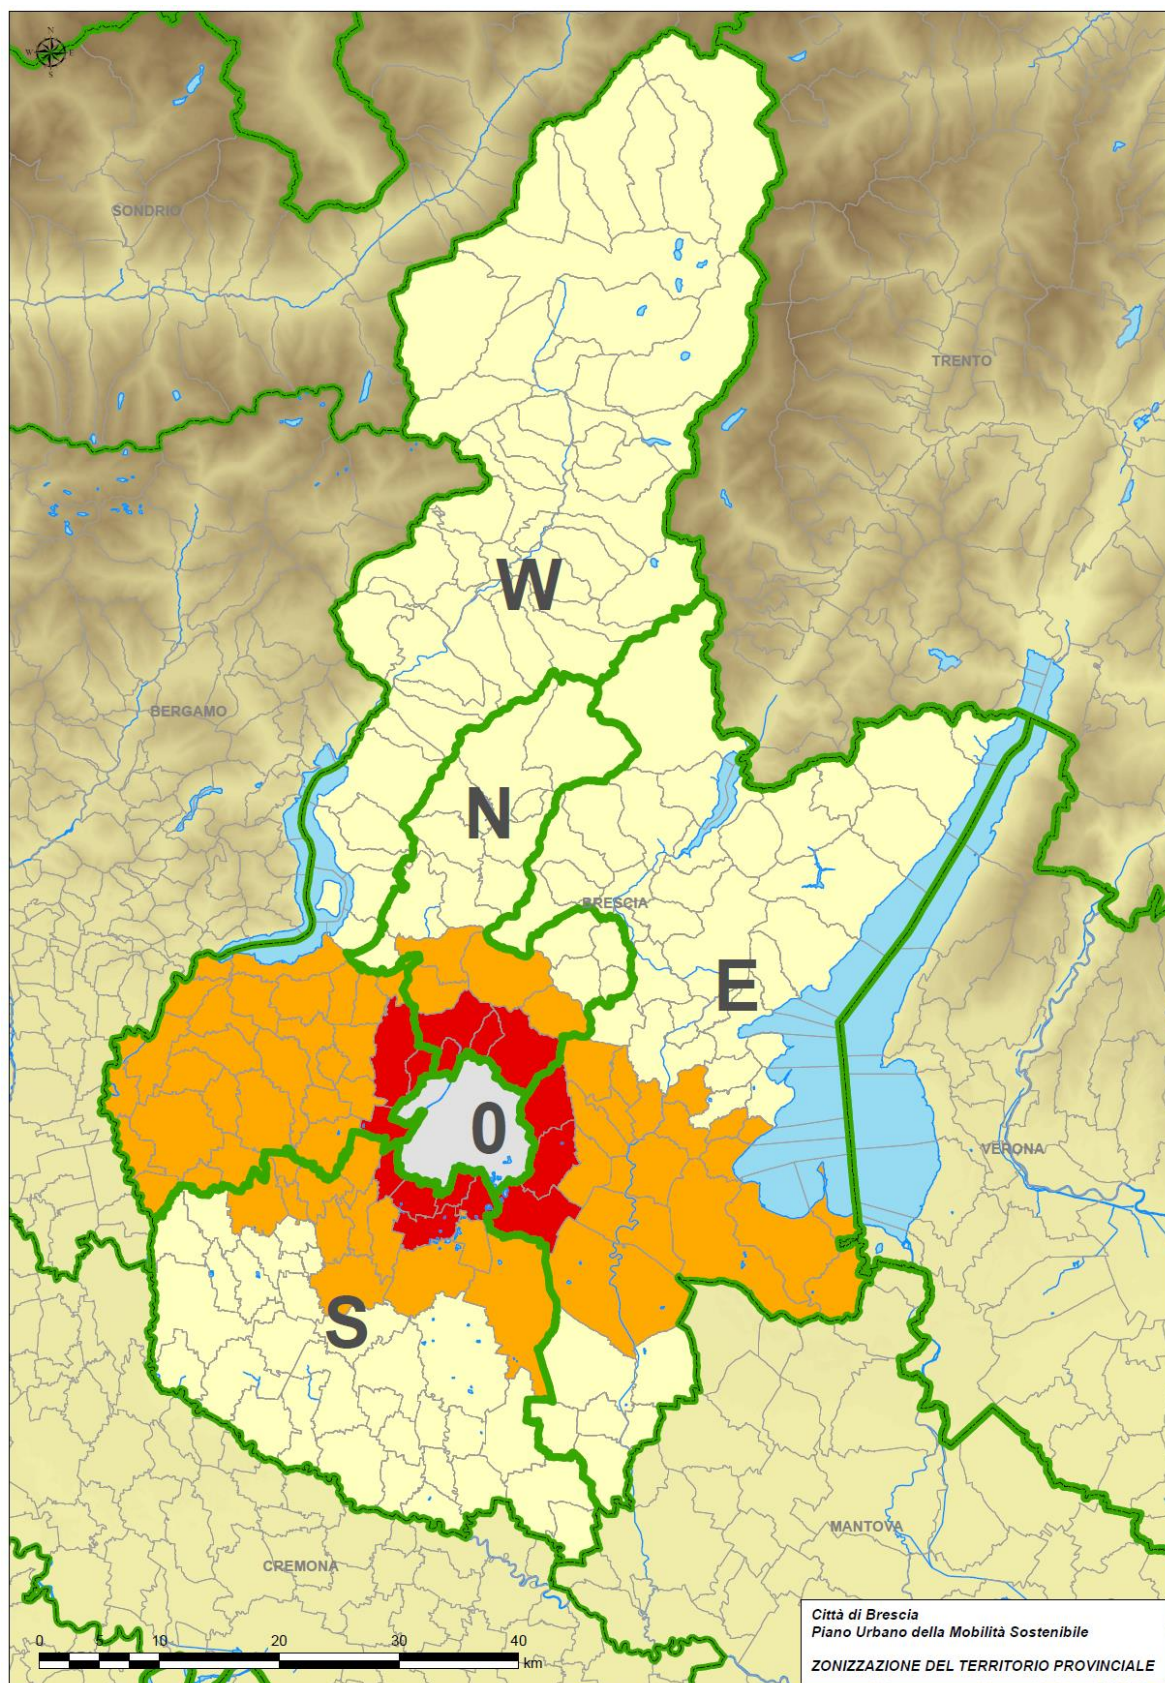 N
W E
S
SONDRIO
TRENTO
W
BERGAMO
N
BRESCIA
E
0
VERONA
S
MANTOVA
CREMONA
Città di Brescia
Piano Urbano della Mobilità Sostenibile
ZONIZZAZIONE DEL TERRITORIO PROVINCIALE
0 5 10 20 30 40
km